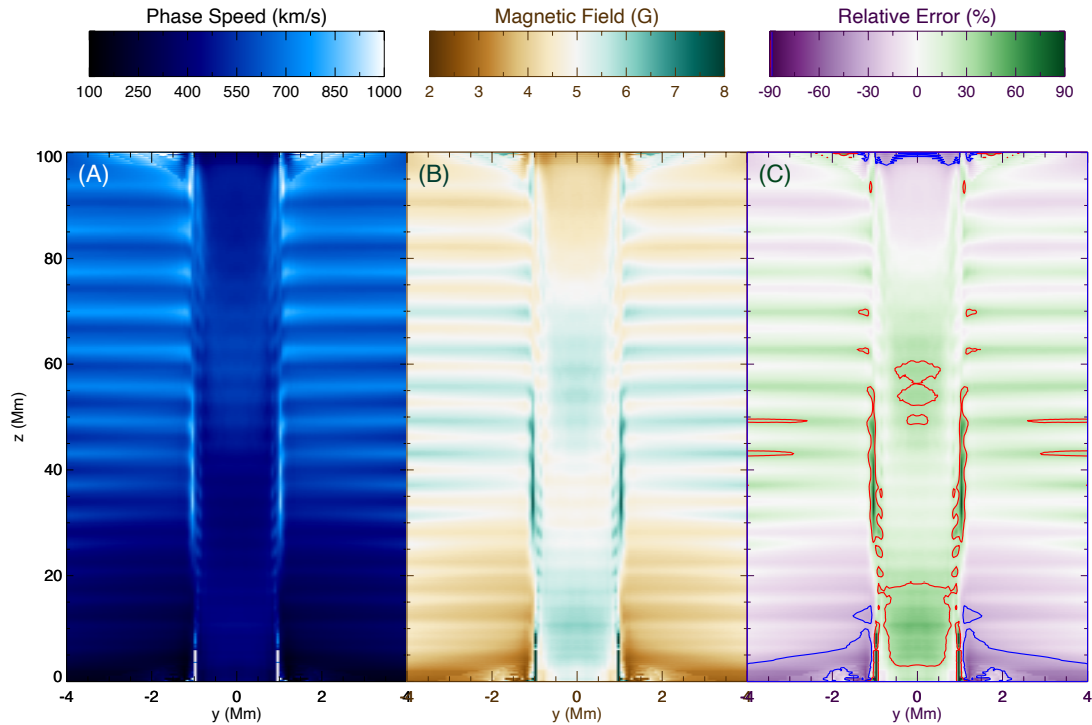 Phase Speed (km/s) Magnetic Field (G) Relative Error (%)
100 250 400 550 700 850 1000 2 3 4 5 6 7 8 -90 -60 -30 0 30 60 90
(A) (B) (C)
100
80
60
40
20
0
z (Mm)
-4 -2 0 2 4 -4 -2 0 2 4 -4 -2 0 2 4
y (Mm) y (Mm) y (Mm)